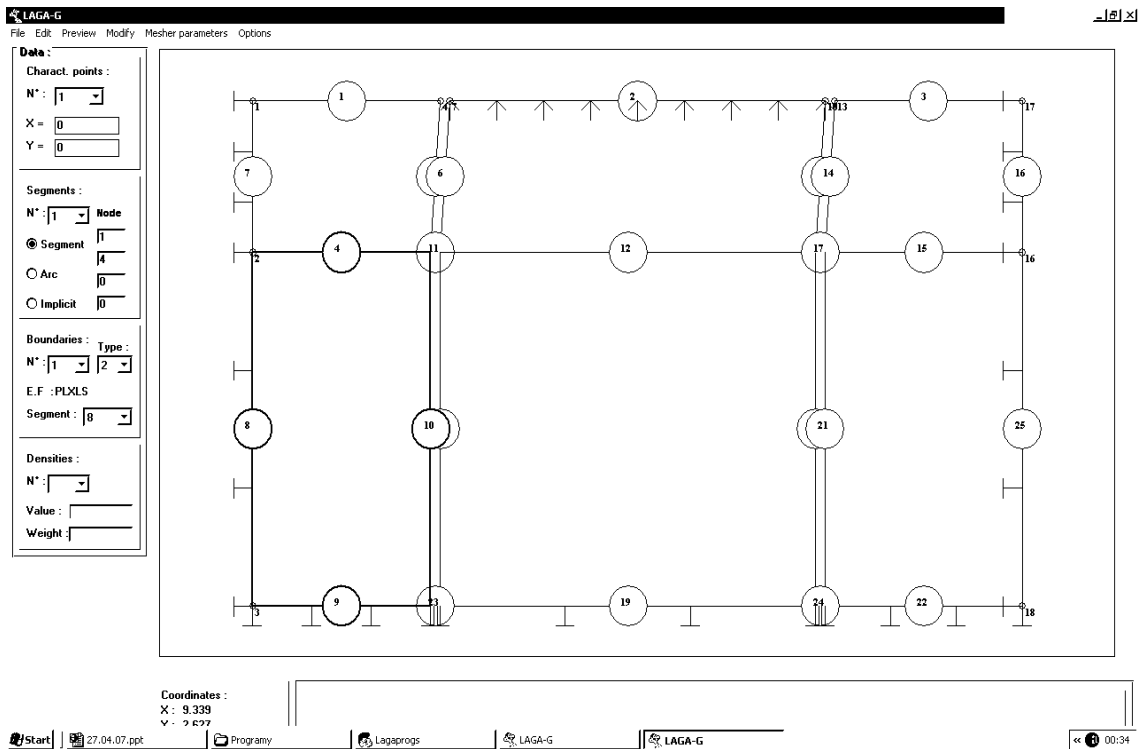 LAGA-G
File Edit Preview Modify Mesher parameters Options
Data :
Charact. points :
N° : 1
X = 0
Y = 0
Segments :
N° : 1 Node
Segment 1
4
Arc 0
Implicit 0
Boundaries : Type :
N° : 1 2
E.F :PLXLS
Segment : 8
Densities :
N° :
Value :
Weight :
1 1 4 7 2 13 3 17
7 6 14 16
2 4 11 12 17 15 16
8 10 21 25
3 9 23 19 24 22 18
Coordinates :
X : 9.339
Y : 2.627
Start 27.04.07.ppt Programy Lagaprogs LAGA-G LAGA-G 00:34